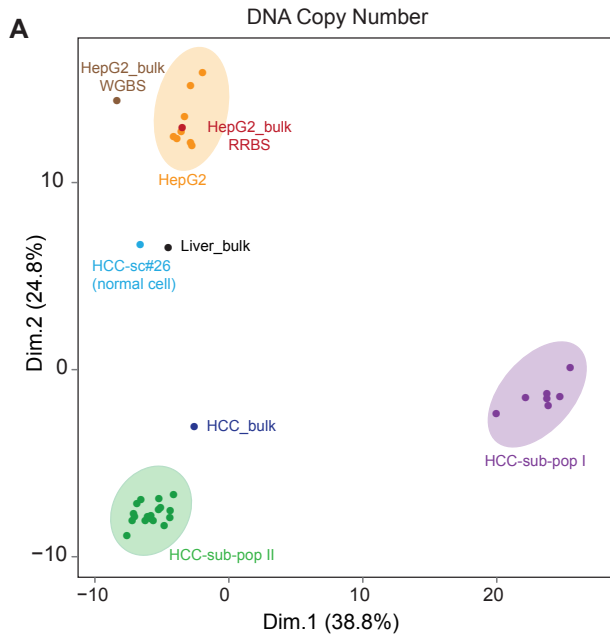 A
DNA Copy Number
HepG2_bulk
WGBS
HepG2_bulk
RRBS
HepG2
10
Liver_bulk
HCC-sc#26
(normal cell)
Dim.2 (24.8%)
0
HCC_bulk
HCC-sub-pop I
HCC-sub-pop II
−10
−10
0
10
20
Dim.1 (38.8%)